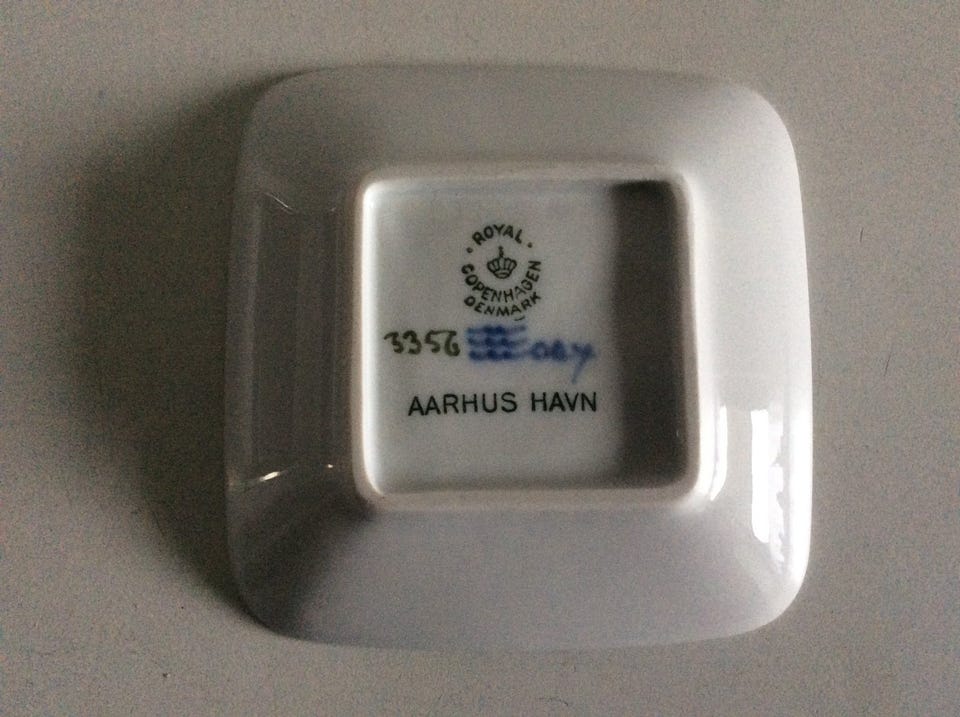 ROYAL
COPENHAGEN
DENMARK
3356
AARHUS HAVN